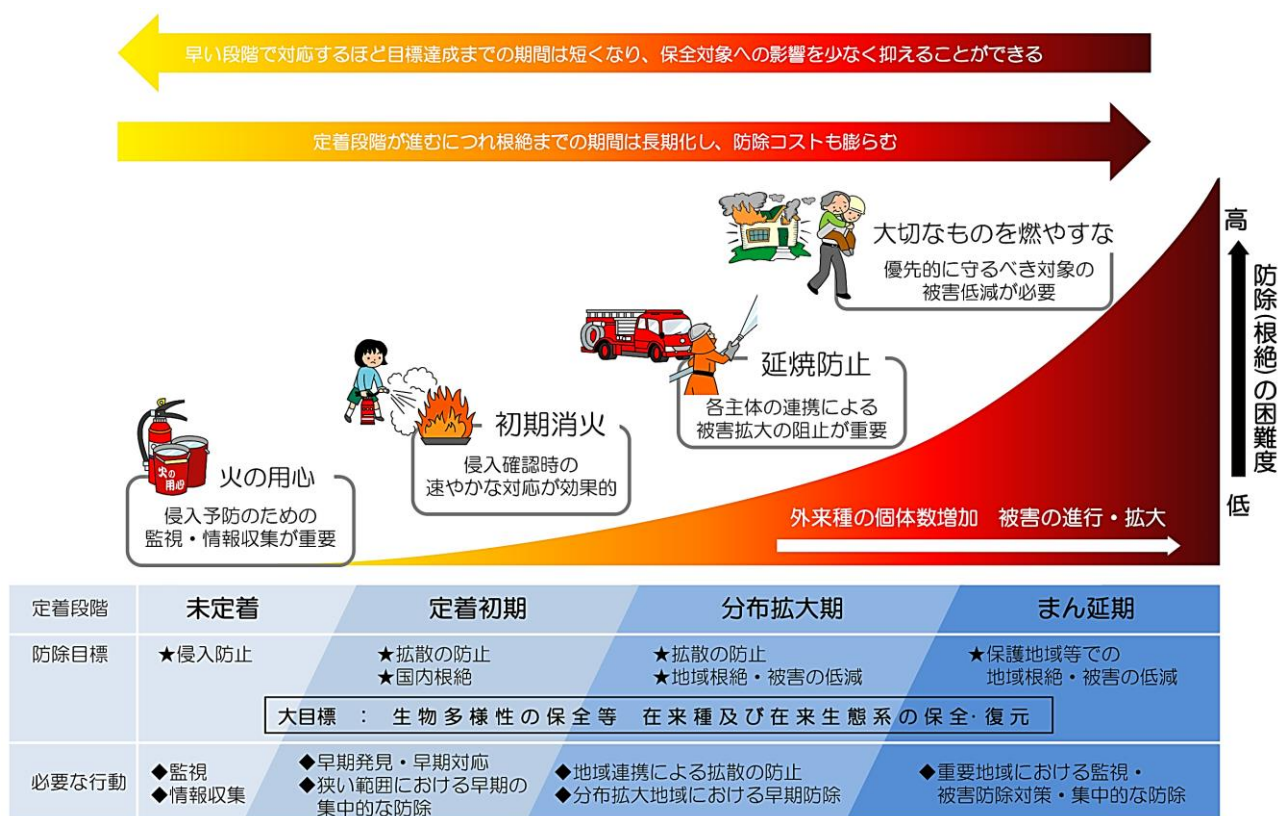 早い段階で対応するほど目標達成までの期間は短くなり、保全対象への影響を少なく抑えることができる
定着段階が進むにつれ根絶までの期間は長期化し、防除コストも膨らむ
大切なものを燃やすな
優先的に守るべき対象の
被害低減が必要
延焼防止
各主体の連携による
被害拡大の阻止が重要
初期消火
侵入確認時の
速やかな対応が効果的
火の
用心
火の用心
侵入予防のための
監視・情報収集が重要
高
防除(根絶)の困難度
低
外来種の個体数増加 被害の進行・拡大
定着段階 未定着 定着初期 分布拡大期 まん延期
防除目標 ★侵入防止 ★拡散の防止 ★拡散の防止 ★保護地域等での
★国内根絶 ★地域根絶・被害の低減 地域根絶・被害の低減
大目標 : 生物多様性の保全等 在来種及び在来生態系の保全・復元
必要な行動
◆監視
◆情報収集
◆早期発見・早期対応
◆狭い範囲における早期の
集中的な防除
◆地域連携による拡散の防止
◆分布拡大地域における早期防除
◆重要地域における監視・
被害防除対策・集中的な防除